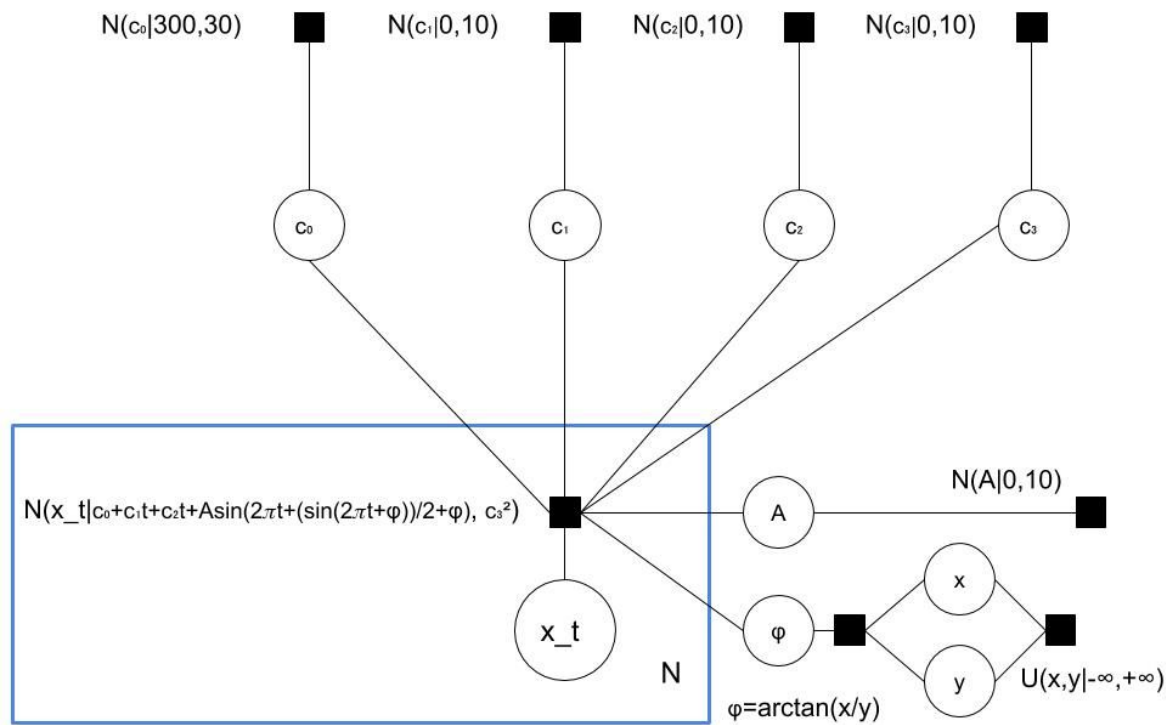 N(c₀|300,30)
N(c₁|0,10)
N(c₂|0,10)
N(c₃|0,10)
c₀
c₁
c₂
c₃
N(x_t|c₀+c₁t+c₂t+Asin(2πt+(sin(2πt+φ))/2+φ), c₃²)
A
N(A|0,10)
x_t
N
φ
x
y
φ=arctan(x/y)
U(x,y|-∞,+∞)